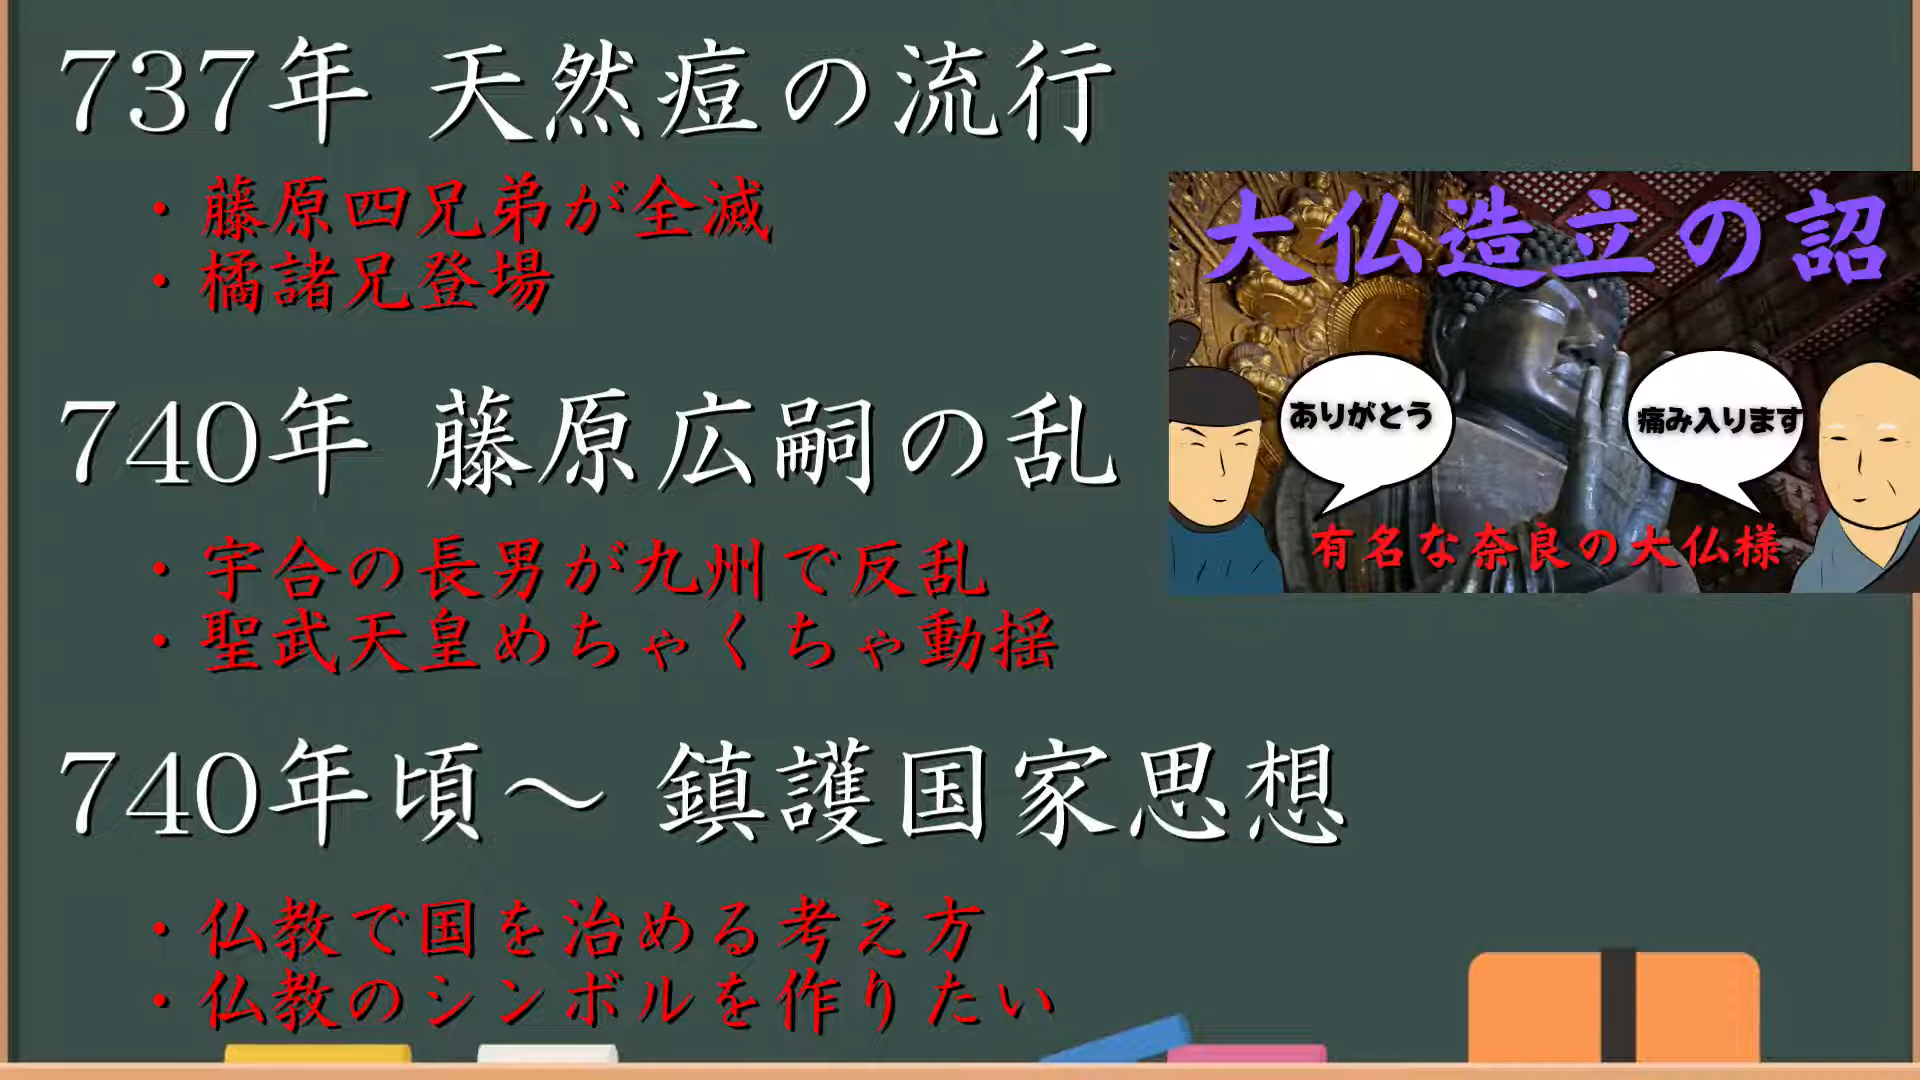 737年 天然痘の流行
・藤原四兄弟が全滅
・橘諸兄登場
740年 藤原広嗣の乱
・宇合の長男が九州で反乱
・聖武天皇めちゃくちゃ動揺
740年頃～ 鎮護国家思想
・仏教で国を治める考え方
・仏教のシンボルを作りたい
大仏造立の詔
ありがとう
痛み入ります
有名な奈良の大仏様